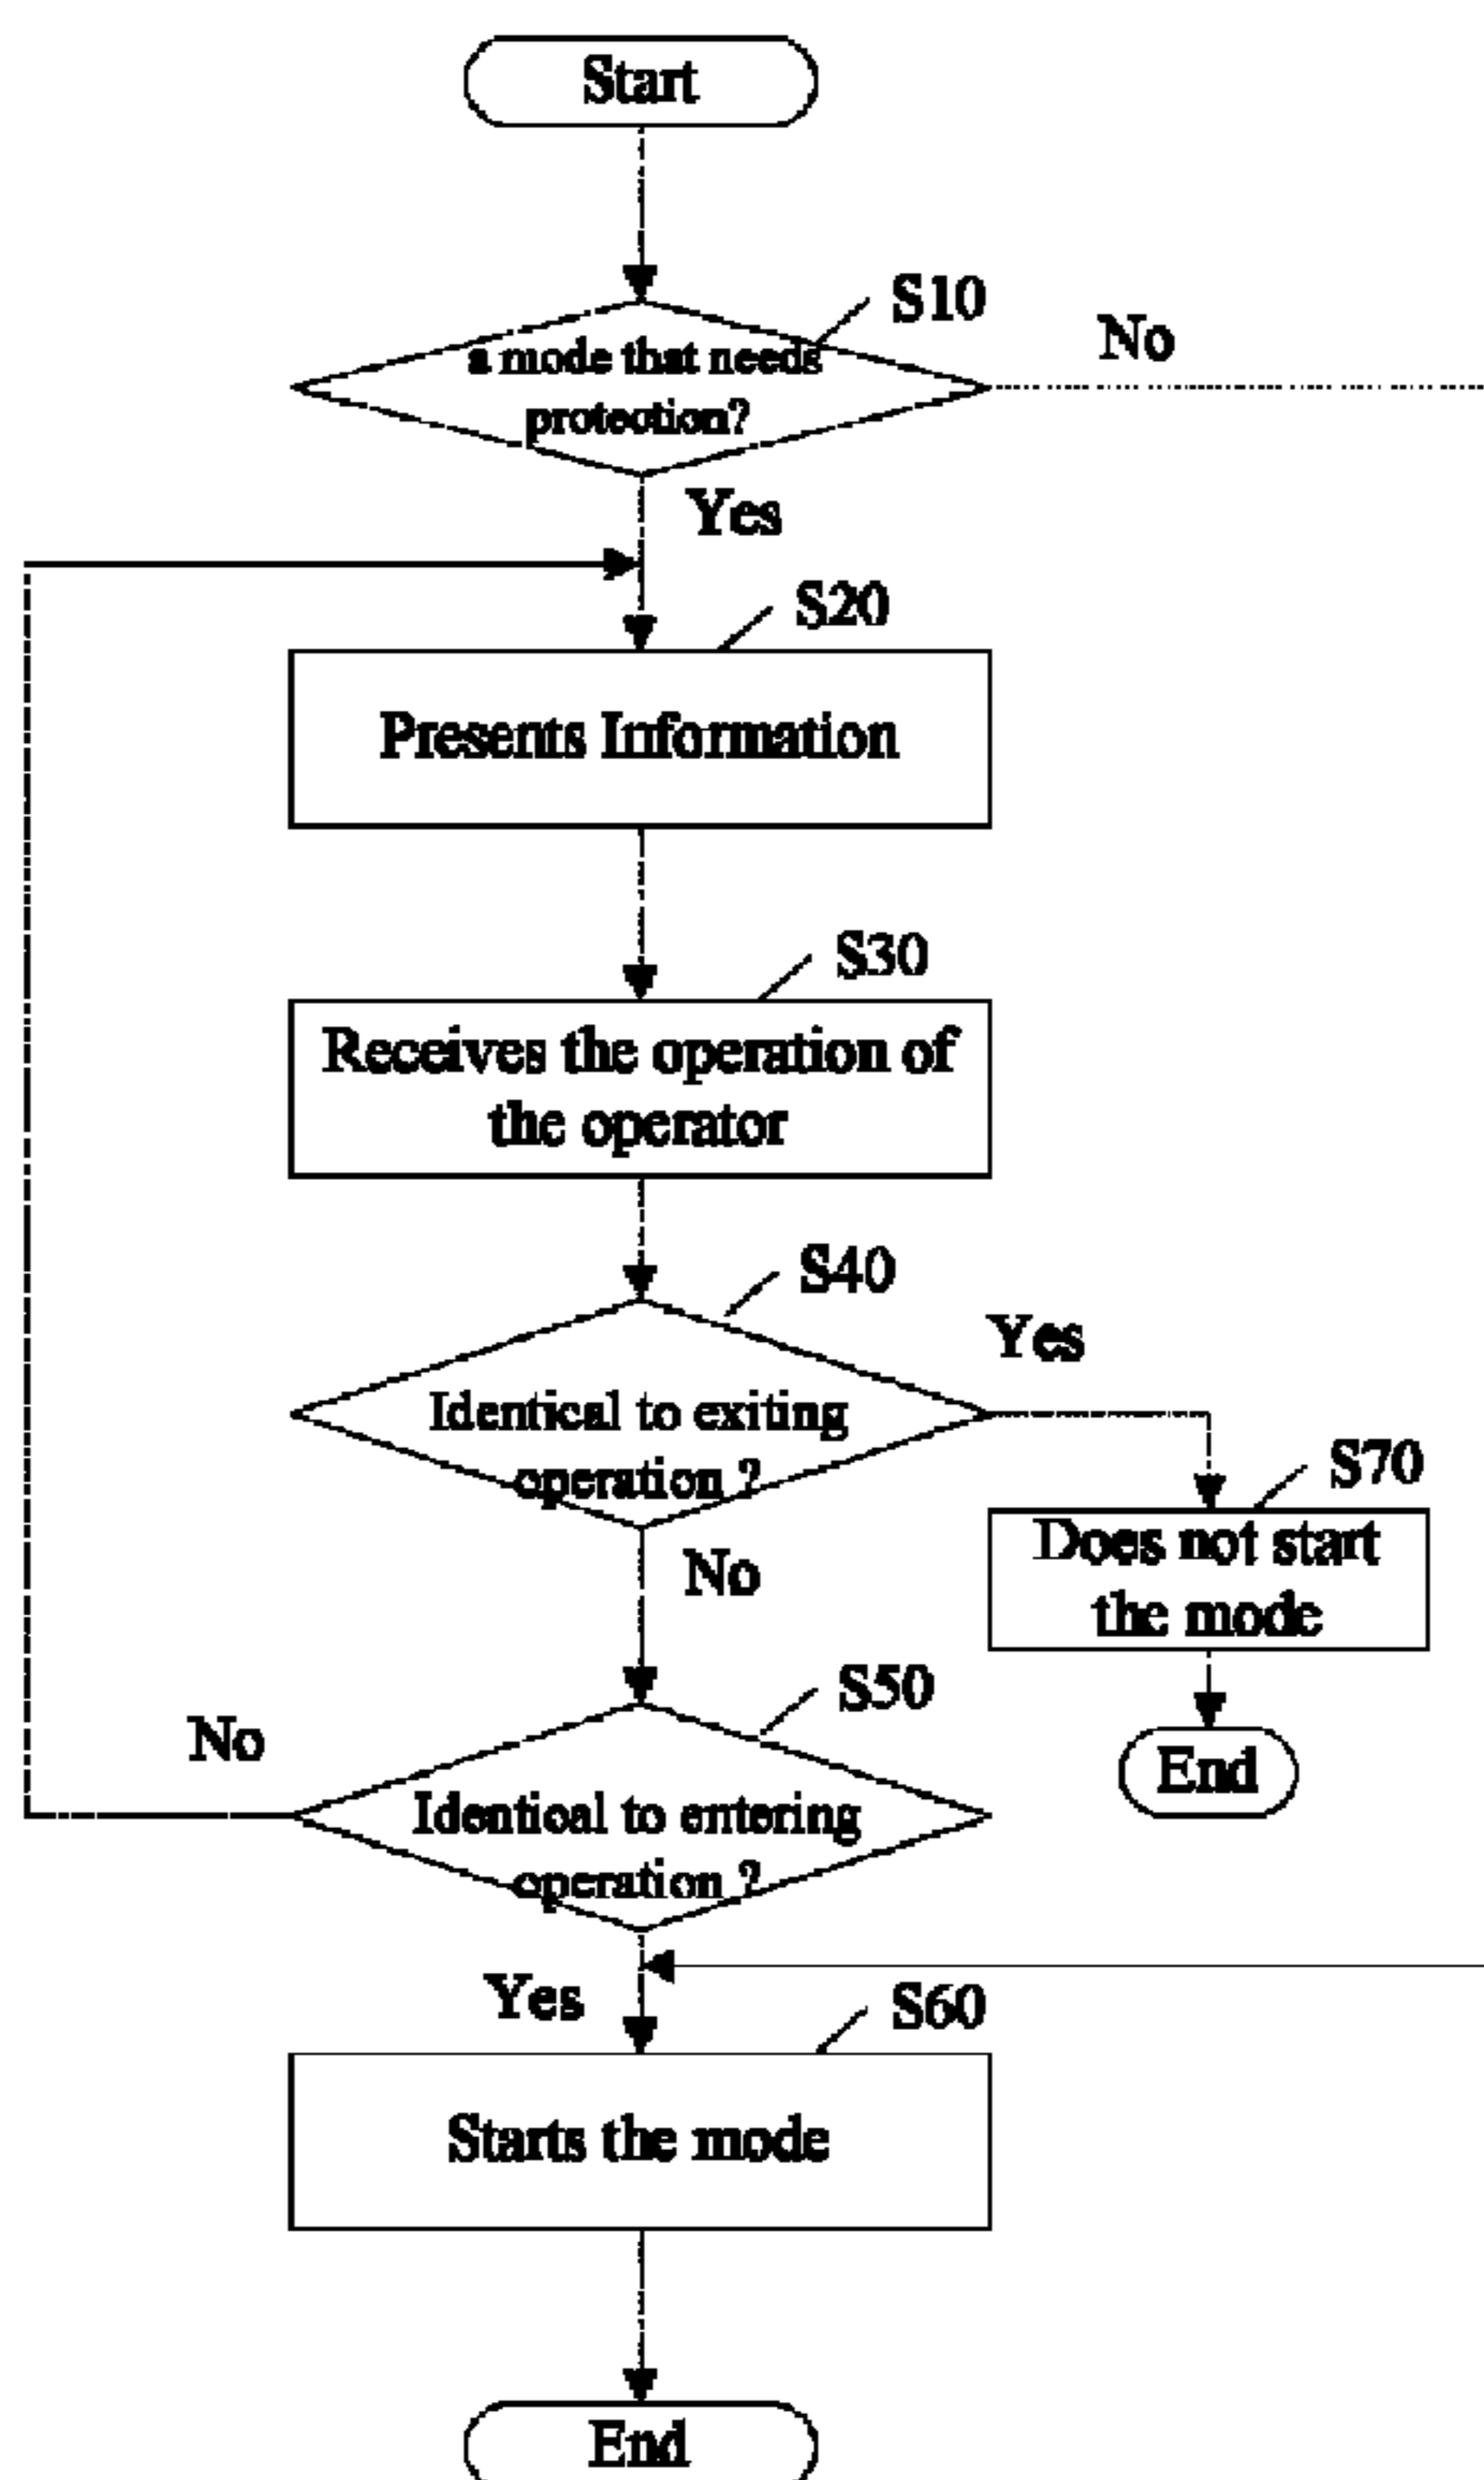 Start
S10
No
a mode that needs
protection?
Yes
S20
Presents Information
S30
Receives the operation of
the operator
S40
Yes
Identical to exiting
operation ?
S70
Does not start
the mode
No
S50
No
End
Identical to entering
operation ?
Yes
S60
Starts the mode
End